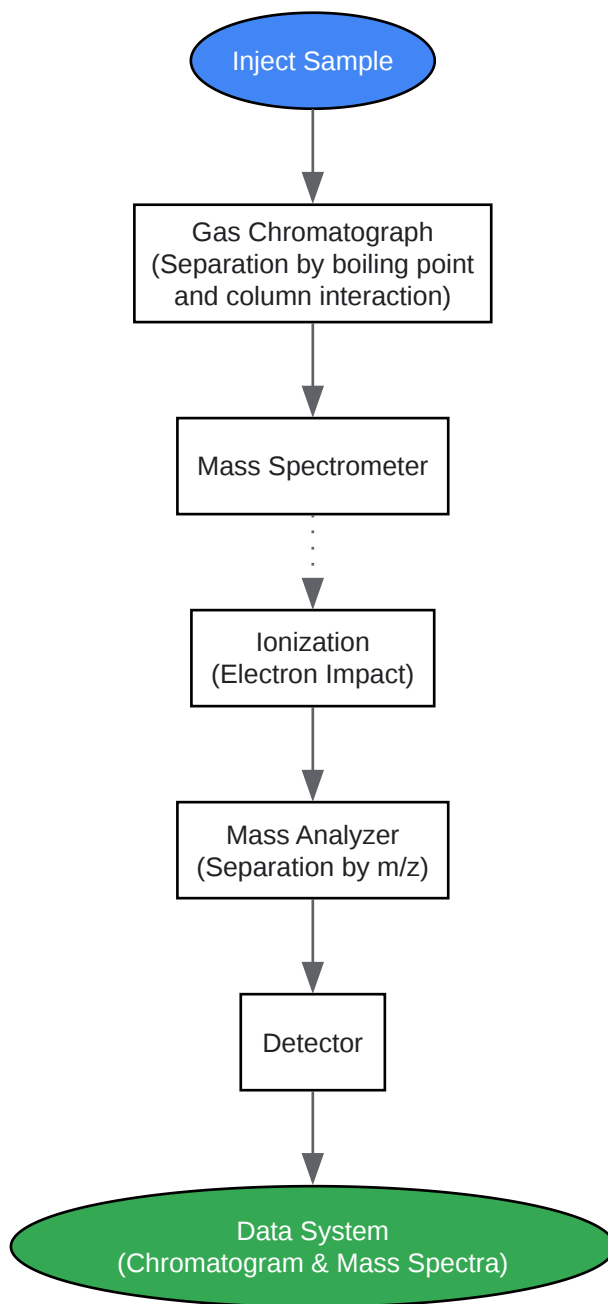 Inject Sample
Gas Chromatograph
(Separation by boiling point
and column interaction)
Mass Spectrometer
Ionization
(Electron Impact)
Mass Analyzer
(Separation by m/z)
Detector
Data System
(Chromatogram & Mass Spectra)